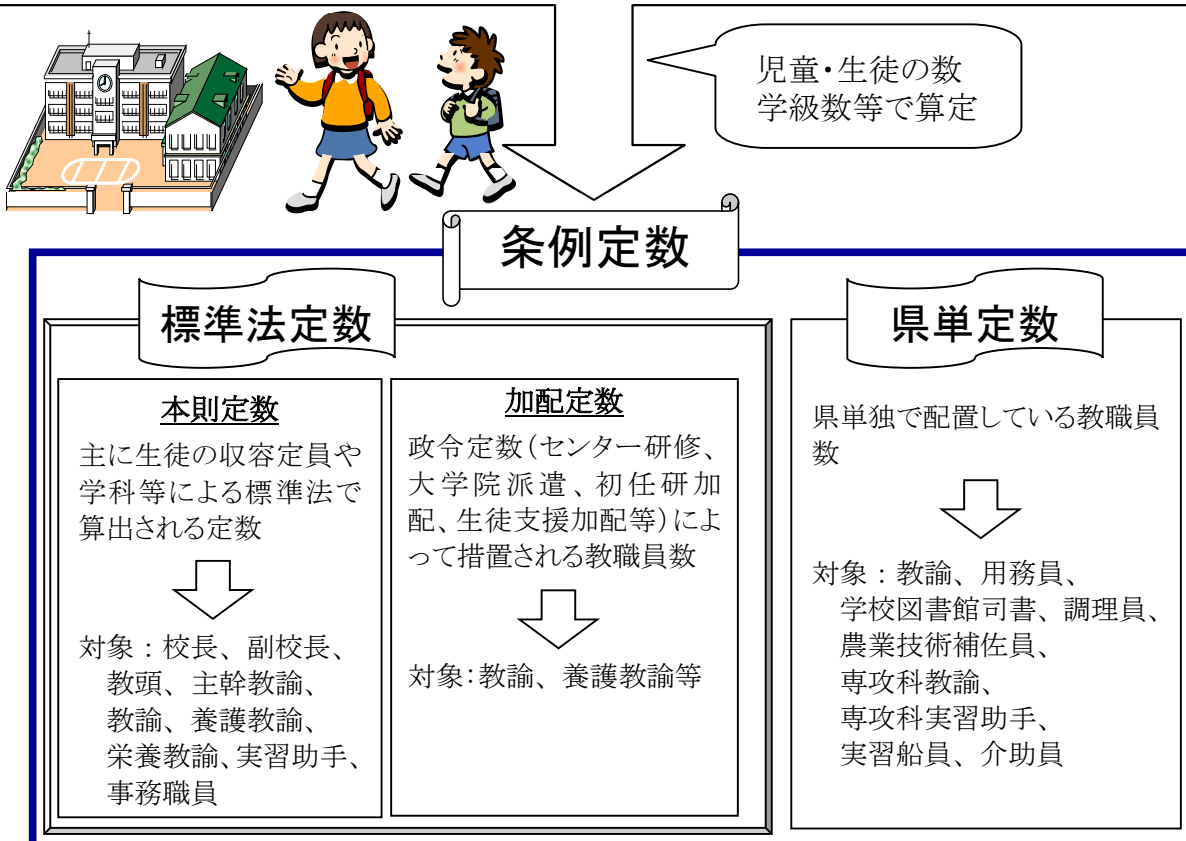 児童・生徒の数
学級数等で算定
条例定数
標準法定数
本則定数
主に生徒の収容定員や
学科等による標準法で
算出される定数
対象：校長、副校長、
教頭、主幹教諭、
教諭、養護教諭、
栄養教諭、実習助手、
事務職員
加配定数
政令定数（センター研修、
大学院派遣、初任研加
配、生徒支援加配等）によ
って措置される教職員数
対象：教諭、養護教諭等
県単定数
県単独で配置している教職員
数
対象：教諭、用務員、
学校図書館司書、調理員、
農業技術補佐員、
専攻科教諭、
専攻科実習助手、
実習船員、介助員